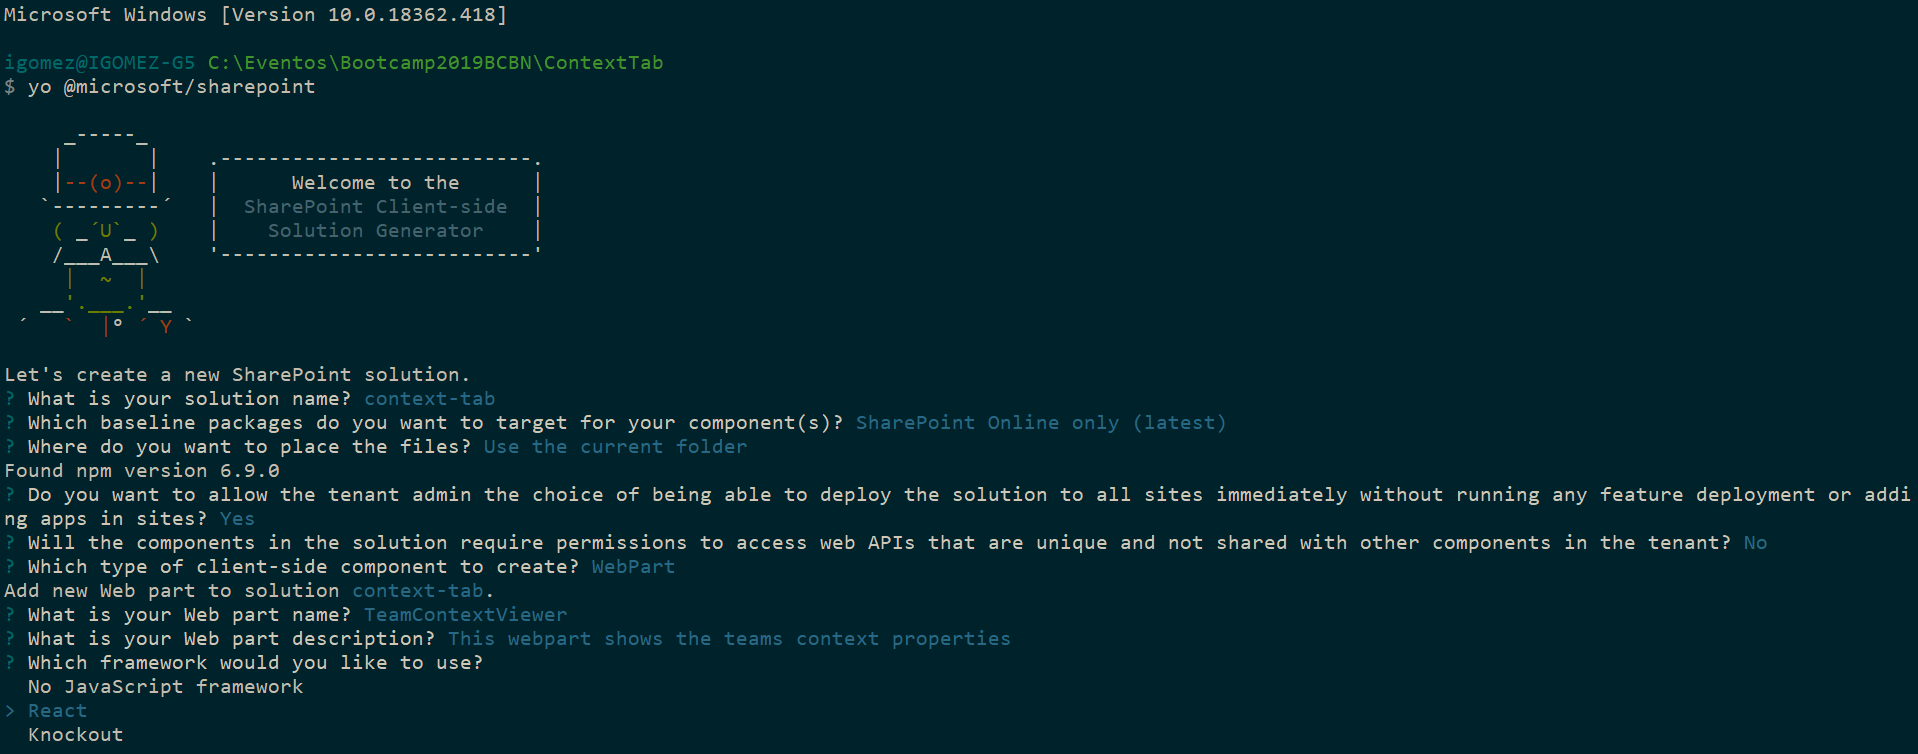 Microsoft Windows [Version 10.0.18362.418]
igomez@IGOMEZ-G5 C:\Eventos\Bootcamp2019BCBN\ContextTab
$ yo @microsoft/sharepoint
     _-----_
    |       |    .--------------------------.
    |--(o)--|    |      Welcome to the      |
   `---------´   |  SharePoint Client-side  |
    ( _´U`_ )    |    Solution Generator    |
    /___A___\    '--------------------------'
     |  ~  |
   __'.___.'__
 ´   `  |° ´ Y `
Let's create a new SharePoint solution.
? What is your solution name? context-tab
? Which baseline packages do you want to target for your component(s)? SharePoint Online only (latest)
? Where do you want to place the files? Use the current folder
Found npm version 6.9.0
? Do you want to allow the tenant admin the choice of being able to deploy the solution to all sites immediately without running any feature deployment or addi
ng apps in sites? Yes
? Will the components in the solution require permissions to access web APIs that are unique and not shared with other components in the tenant? No
? Which type of client-side component to create? WebPart
Add new Web part to solution context-tab.
? What is your Web part name? TeamContextViewer
? What is your Web part description? This webpart shows the teams context properties
? Which framework would you like to use?
  No JavaScript framework
> React
  Knockout